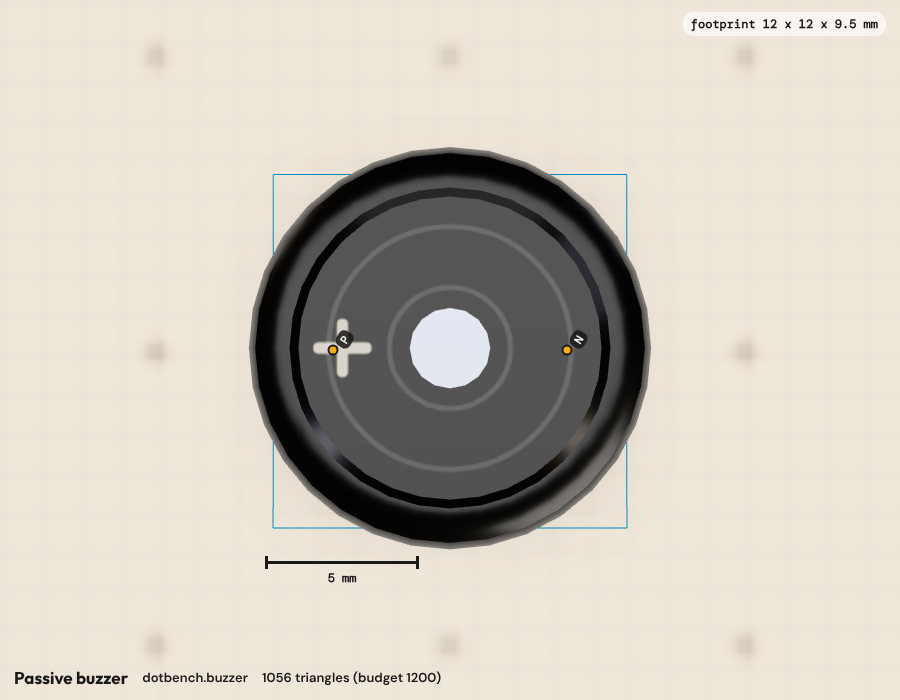 footprint 12 x 12 x 9.5 mm
P
N
5 mm
Passive buzzer dotbench.buzzer 1056 triangles (budget 1200)